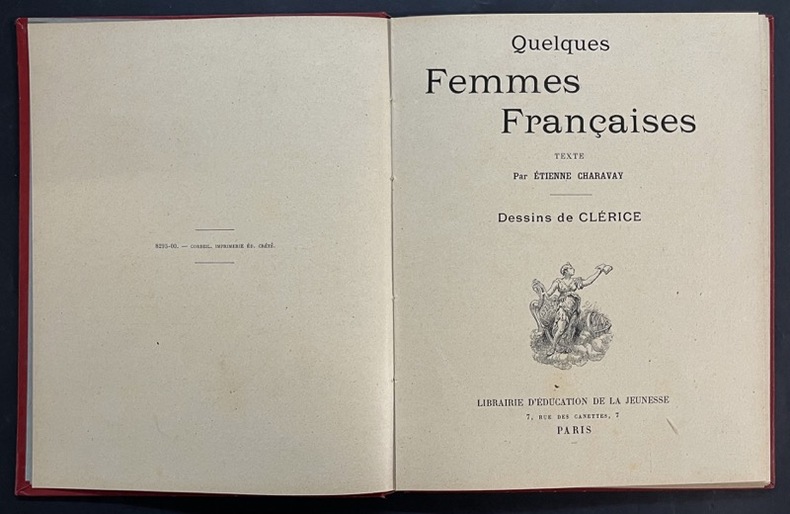 8295-00. — CORBEIL. IMPRIMERIE ÉD. CRÉTÉ.
Quelques
Femmes
Françaises
TEXTE
Par ÉTIENNE CHARAVAY
Dessins de CLÉRICE
LIBRAIRIE D'ÉDUCATION DE LA JEUNESSE
7, RUE DES CANETTES, 7
PARIS